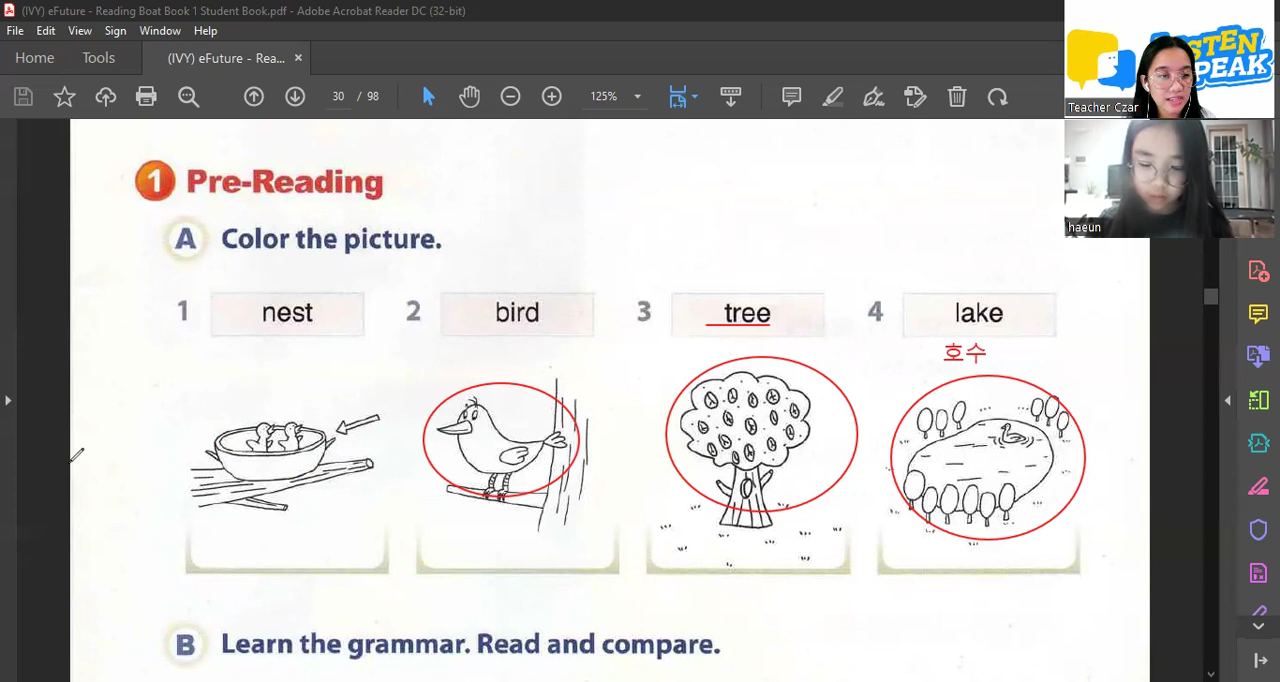 (IVY) eFuture - Reading Boat Book 1 Student Book.pdf - Adobe Acrobat Reader DC (32-bit)
File Edit View Sign Window Help
Home Tools (IVY) eFuture - Rea... ×
30 / 98 125%
LISTEN
SPEAK
Teacher Czar
haeun
1 Pre-Reading
A Color the picture.
1 nest 2 bird 3 tree 4 lake
호수
B Learn the grammar. Read and compare.